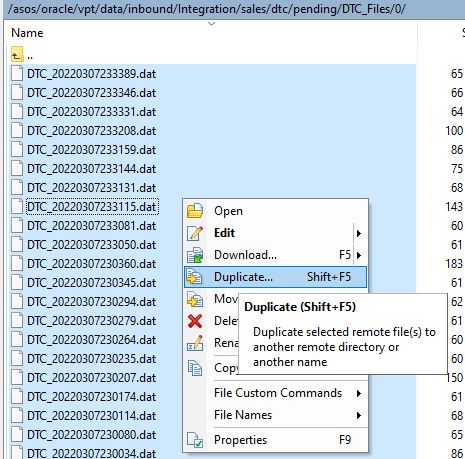 /asos/oracle/vpt/data/inbound/Integration/sales/dtc/pending/DTC_Files/0/
Name
..
DTC_20220307233389.dat 65
DTC_20220307233346.dat 66
DTC_20220307233331.dat 64
DTC_20220307233208.dat 100
DTC_20220307233159.dat 86
DTC_20220307233144.dat 75
DTC_20220307233131.dat 68
DTC_20220307233115.dat 143
DTC_20220307233081.dat 60
DTC_20220307233050.dat 61
DTC_20220307230360.dat 183
DTC_20220307230345.dat 61
DTC_20220307230294.dat 62
DTC_20220307230279.dat 61
DTC_20220307230264.dat 61
DTC_20220307230235.dat 61
DTC_20220307230207.dat 150
DTC_20220307230174.dat 61
DTC_20220307230114.dat 68
DTC_20220307230080.dat 65
DTC_20220307230034.dat 84
Open
Edit
Download... F5
Duplicate... Shift+F5
Mov
Dele
Rena
Copy
File Custom Commands
File Names
Properties F9
Duplicate (Shift+F5)
Duplicate selected remote file(s) to
another remote directory or
another name